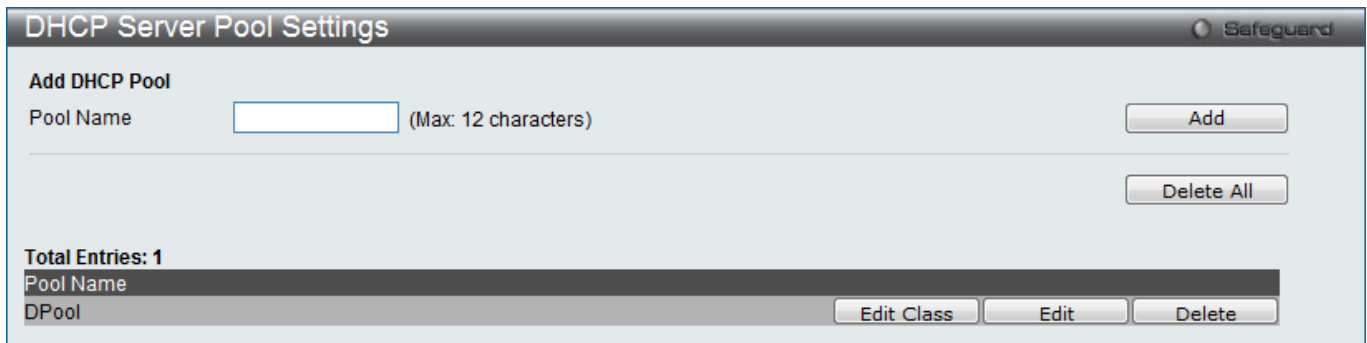 DHCP Server Pool Settings Safeguard
Add DHCP Pool
Pool Name (Max: 12 characters) Add
Delete All
Total Entries: 1
Pool Name
DPool Edit Class Edit Delete